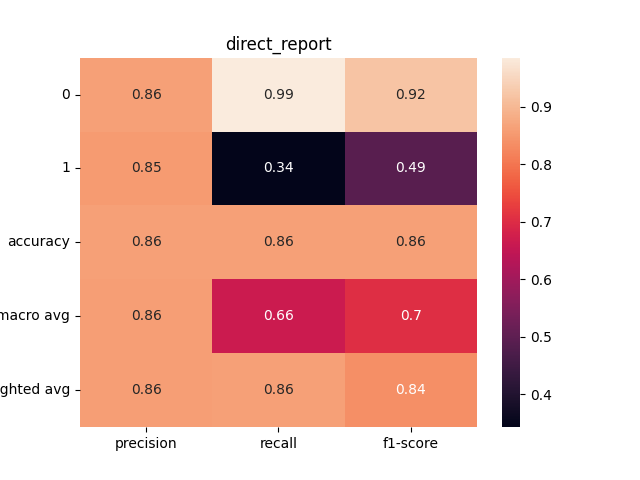 direct_report
0 0.86 0.99 0.92
1 0.85 0.34 0.49
accuracy 0.86 0.86 0.86
macro avg 0.86 0.66 0.7
ghted avg 0.86 0.86 0.84
precision recall f1-score
0.9
0.8
0.7
0.6
0.5
0.4